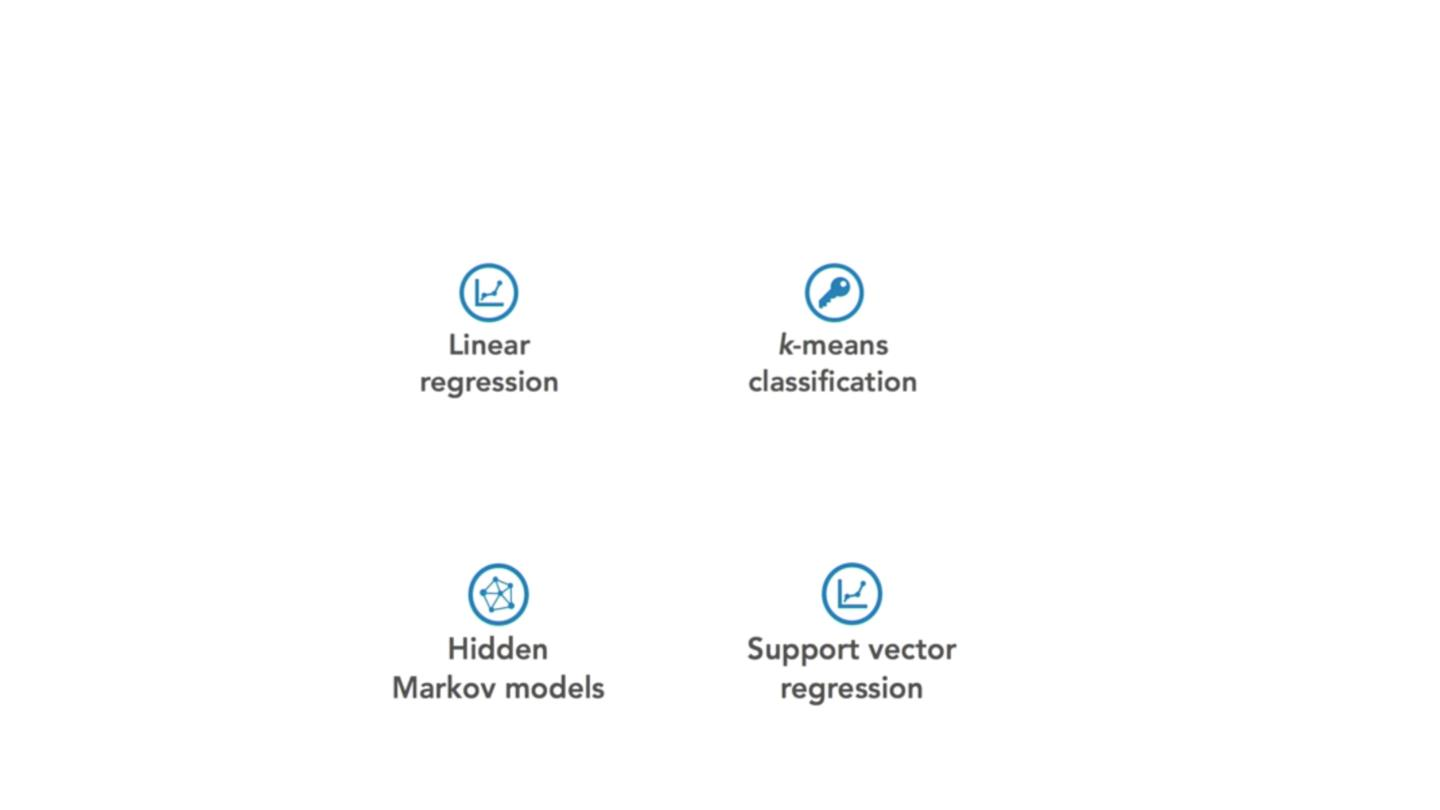 Linear
regression
k-means
classification
Hidden
Markov models
Support vector
regression